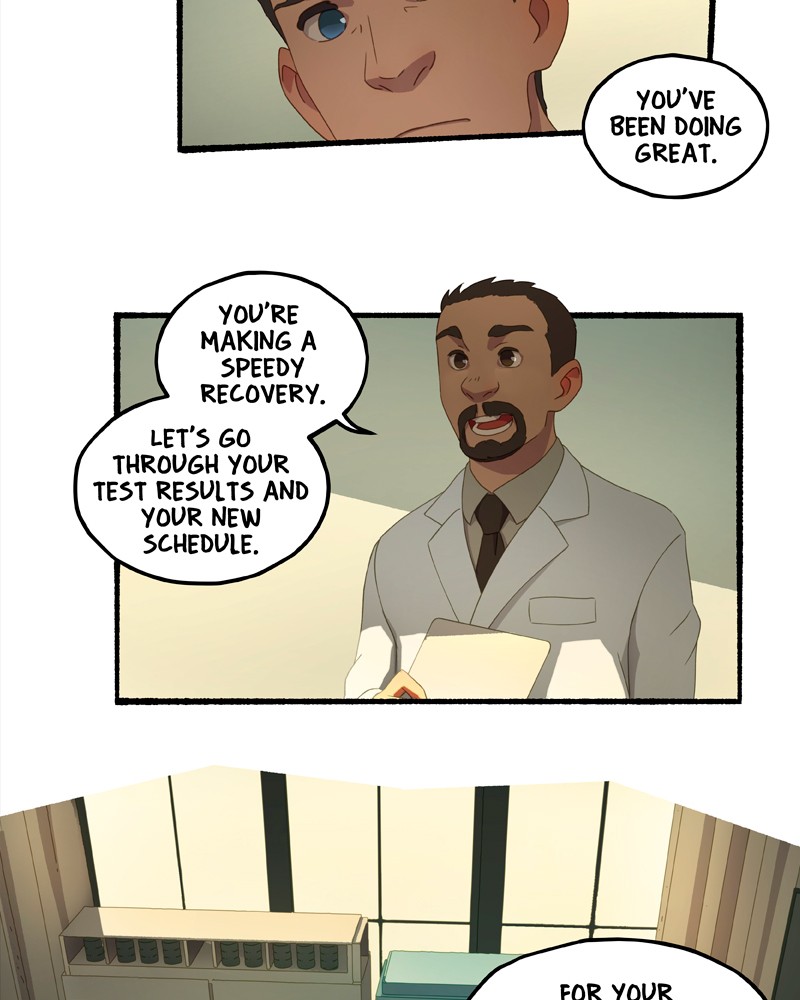 YOU'VE
BEEN DOING
GREAT.
YOU'RE
MAKING A
SPEEDY
RECOVERY.
LET'S GO
THROUGH YOUR
TEST RESULTS AND
YOUR NEW
SCHEDULE.
FOR YOUR